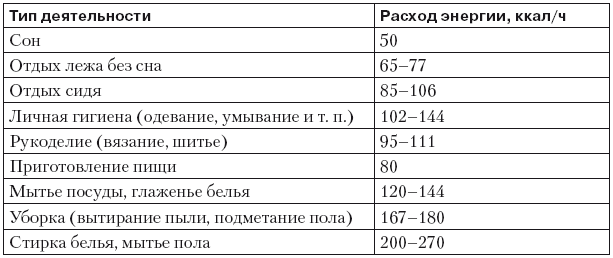 Тип деятельности Расход энергии, ккал/ч
Сон 50
Отдых лежа без сна 65–77
Отдых сидя 85–106
Личная гигиена (одевание, умывание и т. п.) 102–144
Рукоделие (вязание, шитье) 95–111
Приготовление пищи 80
Мытье посуды, глаженье белья 120–144
Уборка (вытирание пыли, подметание пола) 167–180
Стирка белья, мытье пола 200–270